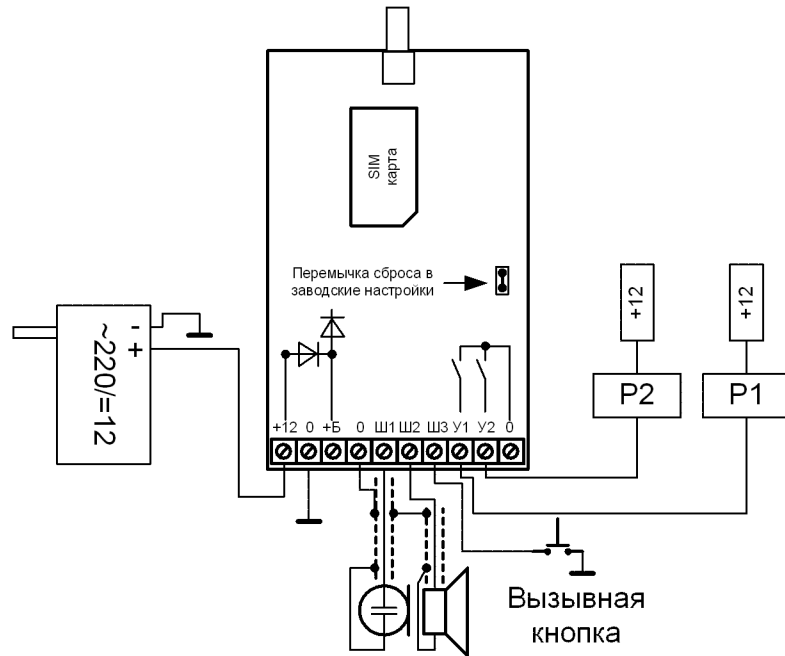 SIM
карта
Перемычка сброса в
заводские настройки
+12
+12
- 
+
~220/=12
P2
P1
+12 0 +Б 0 Ш1 Ш2 Ш3 У1 У2 0
Вызывная
кнопка